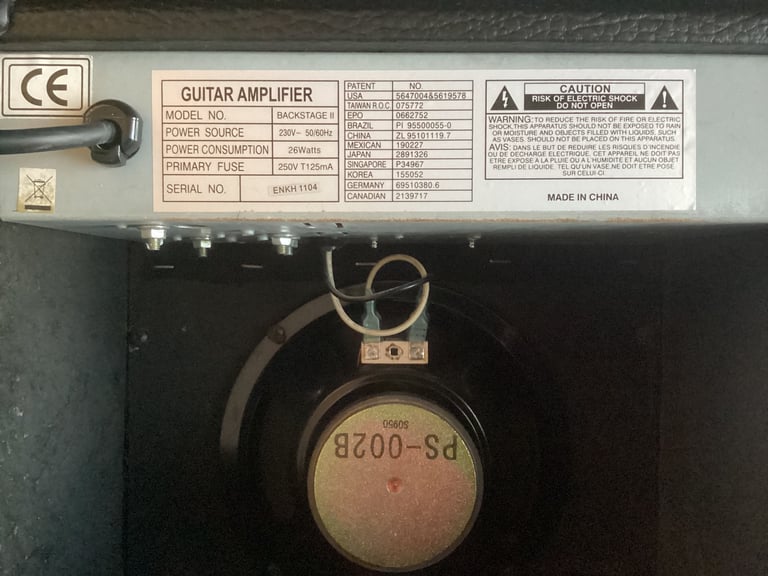 CE
GUITAR AMPLIFIER
MODEL NO. BACKSTAGE II
POWER SOURCE 230V~ 50/60Hz
POWER CONSUMPTION 26Watts
PRIMARY FUSE 250V T125mA
SERIAL NO. ENKH 1104
PATENT NO.
USA 5647004&5619578
TAIWAN R.O.C. 075772
EPO 0662752
BRAZIL PI 95500055-0
CHINA ZL 95101119.7
MEXICAN 190227
JAPAN 2891326
SINGAPORE P34967
KOREA 155052
GERMANY 69510380.6
CANADIAN 2139717
CAUTION
RISK OF ELECTRIC SHOCK
DO NOT OPEN
WARNING: TO REDUCE THE RISK OF FIRE OR ELECTRIC
SHOCK, THIS APPARATUS SHOULD NOT BE EXPOSED TO RAIN
OR MOISTURE AND OBJECTS FILLED WITH LIQUIDS, SUCH
AS VASES, SHOULD NOT BE PLACED ON THIS APPARATUS.
AVIS: DANS LE BUT DE REDUIRE LES RISQUES D'INCENDIE
OU DE DECHARGE ELECTRIQUE. CET APPAREIL NE DOIT PAS
ETRE EXPOSE A LA PLUIE OU A L'HUMIDITE ET AUCUN OBJET
REMPLI DE LIQUIDE. TEL QU'UN VASE,NE DOIT ETRE POSE
SUR CELUI-CI.
MADE IN CHINA
PS-002B
S0950